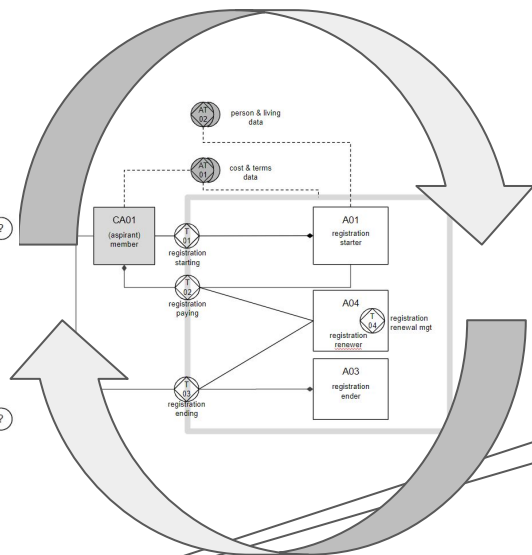 AT
02
person & living
data
AT
01
cost & terms
data
?
CA01
(aspirant)
member
T
01
registration
starting
A01
registration
starter
T
02
registration
paying
A04
T
04
registration
renewal mgt
registration
renewer
T
03
registration
ending
A03
registration
ender
?